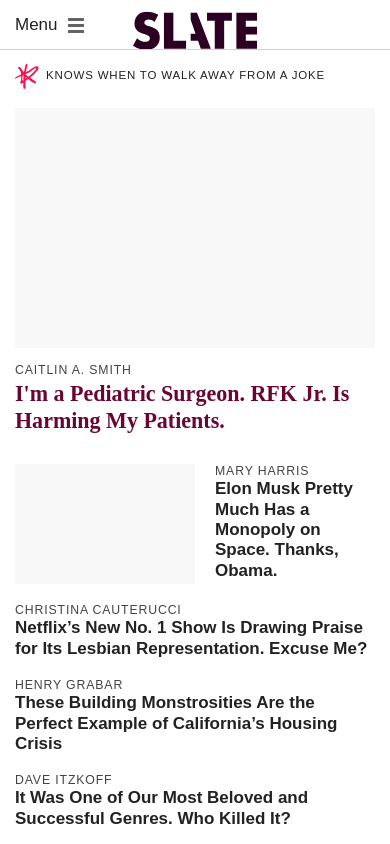 Menu
SLATE
KNOWS WHEN TO WALK AWAY FROM A JOKE
CAITLIN A. SMITH
I'm a Pediatric Surgeon. RFK Jr. Is
Harming My Patients.
MARY HARRIS
Elon Musk Pretty
Much Has a
Monopoly on
Space. Thanks,
Obama.
CHRISTINA CAUTERUCCI
Netflix’s New No. 1 Show Is Drawing Praise
for Its Lesbian Representation. Excuse Me?
HENRY GRABAR
These Building Monstrosities Are the
Perfect Example of California’s Housing
Crisis
DAVE ITZKOFF
It Was One of Our Most Beloved and
Successful Genres. Who Killed It?